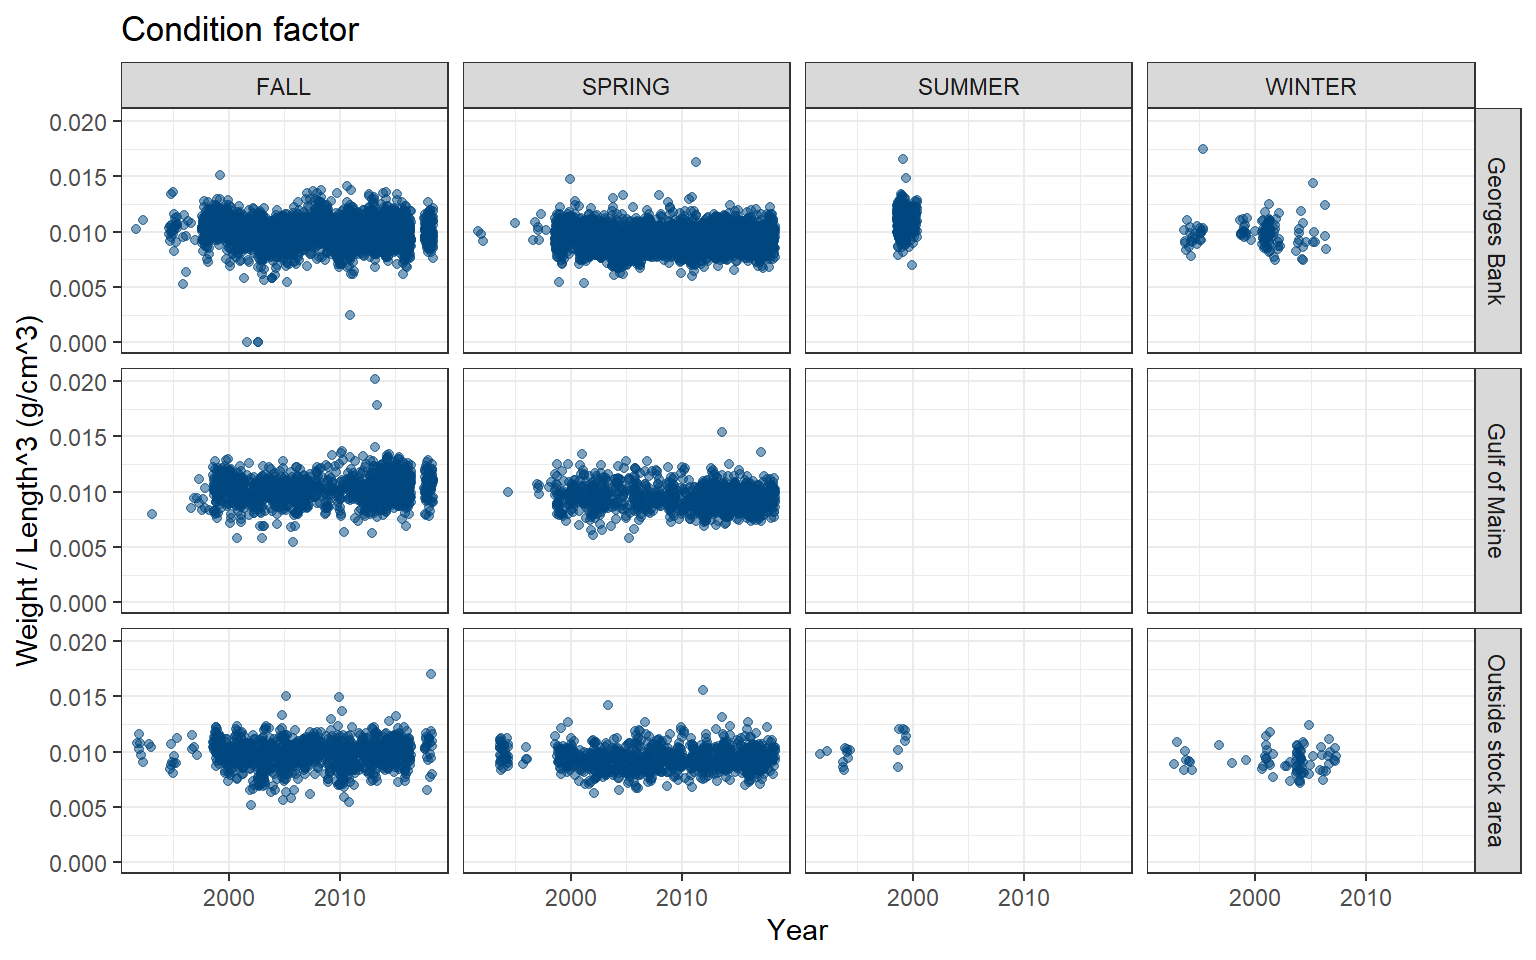 Condition factor
FALL
SPRING
SUMMER
WINTER
0.020
0.015
0.010
0.005
0.000
Georges Bank
0.020
0.015
0.010
0.005
0.000
Gulf of Maine
0.020
0.015
0.010
0.005
0.000
Outside stock area
Weight / Length^3 (g/cm^3)
2000
2010
2000
2010
2000
2010
2000
2010
Year